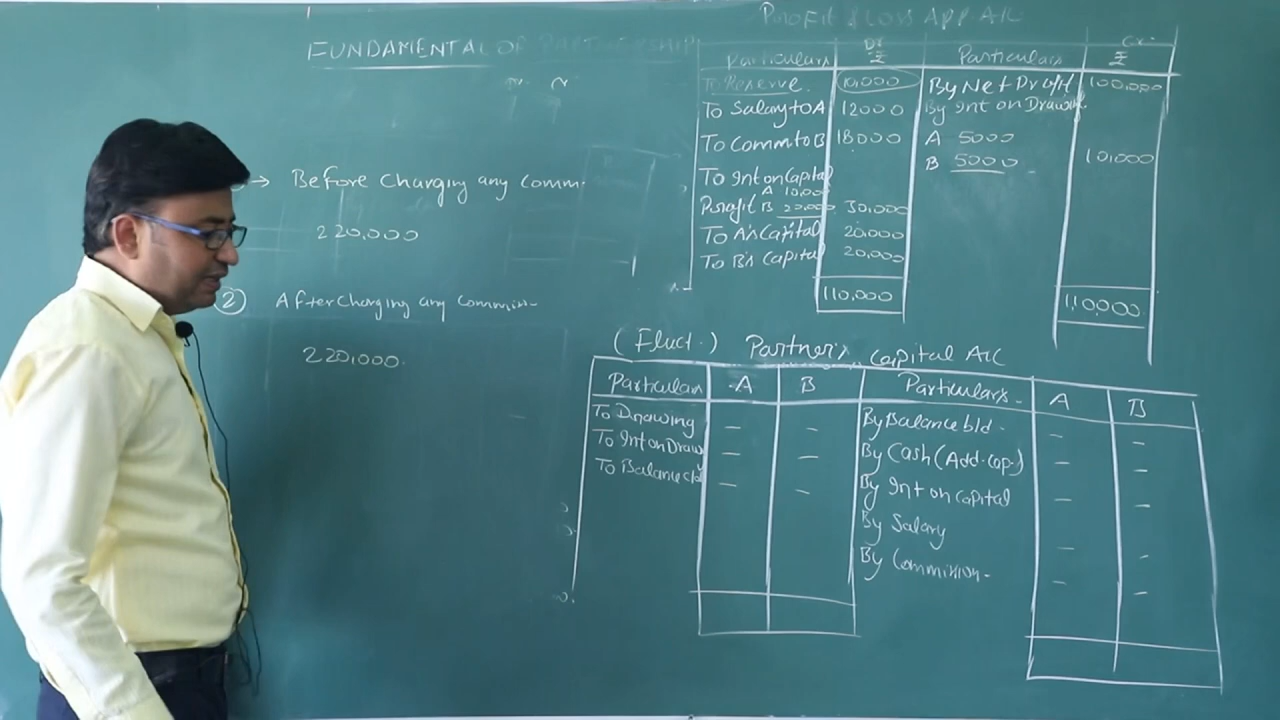 FUNDAMENTAL OF PARTNERSHIP
→ Before Charging any Comm.
220,000
② After Charging any Commis-
220,000.
Profit & Loss App. A/C
Particulars Dr. ₹ Particulars Cr. ₹
To Reserve. 10,000 By Net Profit 100,000
To Salary to A 12000 By Int on Drawin.
To Comm to B 18000 A 5000
B 5000 10,000
To Int on Capital
A 10,000
Profit B 20,000 30,000
To A's Capital 20,000
To B's Capital 20,000
110,000 110,000
(Fluct.) Partner's Capital A/C
Particulars A B Particulars. A B
To Drawing — — By Balance b/d - — —
To Int on Draw — — By Cash (Add. Cap.) — —
To Balance c/d — — By Int on Capital — —
By Salary — —
By Commission - — —